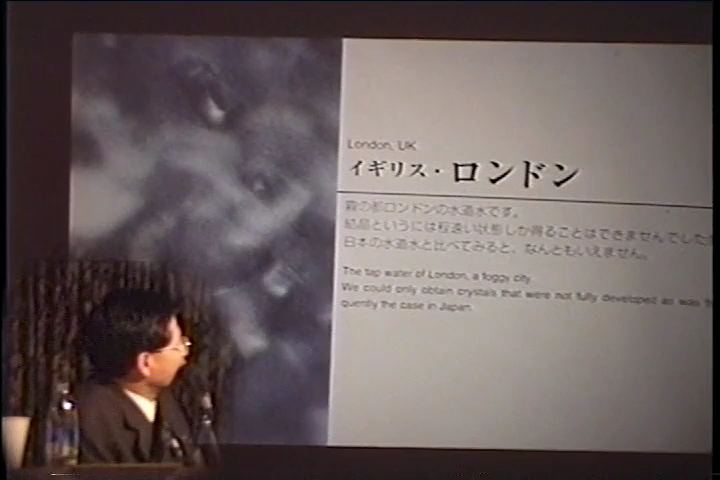 London, UK
イギリス・ロンドン
霧の都ロンドンの水道水です。
結晶というには程遠い状態しか得ることはできませんでした
日本の水道水と比べてみると、なんともいえません。
The tap water of London, a foggy city.
We could only obtain crystals that were not fully developed as was
quently the case in Japan.